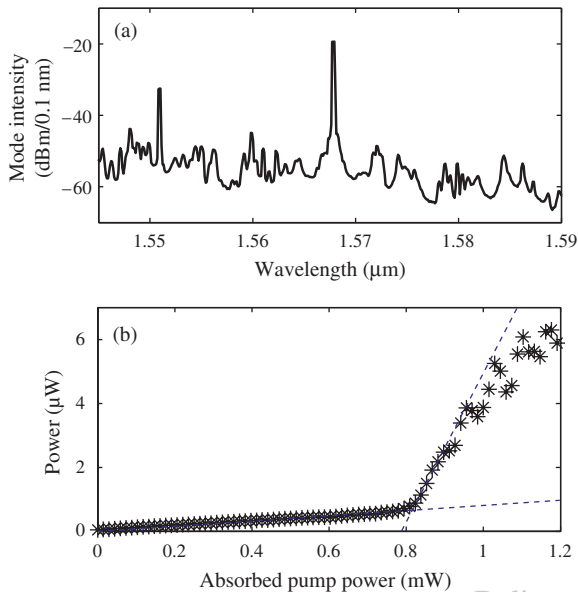 (a)
−20
−40
−60
Mode intensity
(dBm/0.1 nm)
1.55 1.56 1.57 1.58 1.59
Wavelength (μm)
(b)
6
4
2
0
Power (μW)
0 0.2 0.4 0.6 0.8 1 1.2
Absorbed pump power (mW)